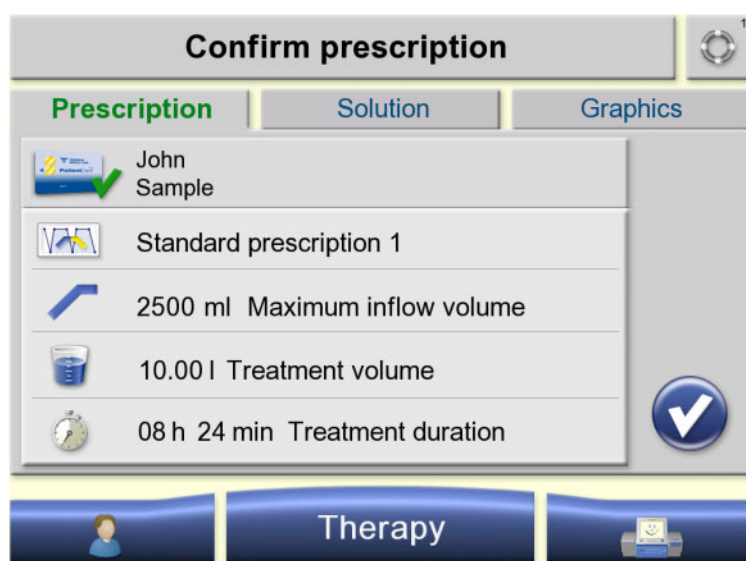 Confirm prescription
1
Prescription
Solution
Graphics
John
Sample
Standard prescription 1
2500 ml Maximum inflow volume
10.00 l Treatment volume
08 h 24 min Treatment duration
Therapy